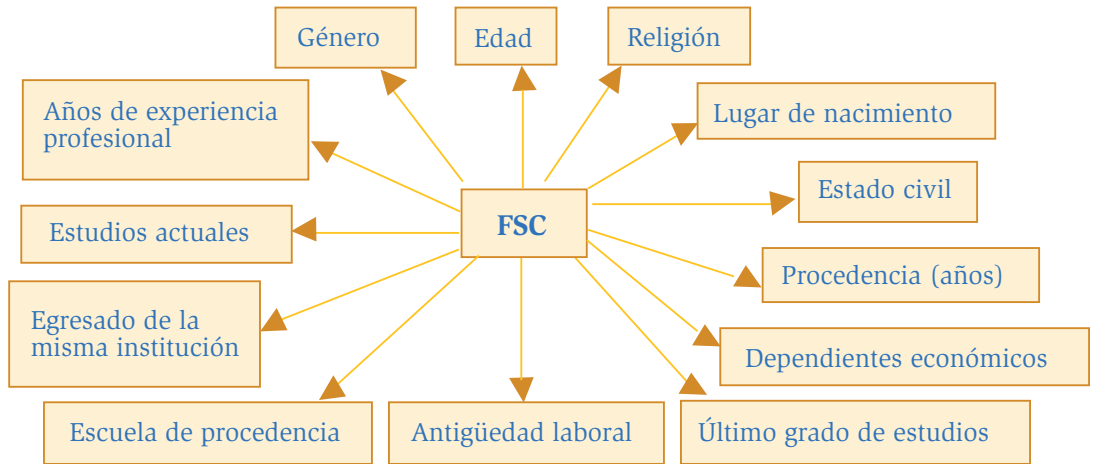 Género
Edad
Religión
Años de experiencia
profesional
Lugar de nacimiento
Estado civil
FSC
Estudios actuales
Procedencia (años)
Egresado de la
misma institución
Dependientes económicos
Escuela de procedencia
Antigüedad laboral
Último grado de estudios